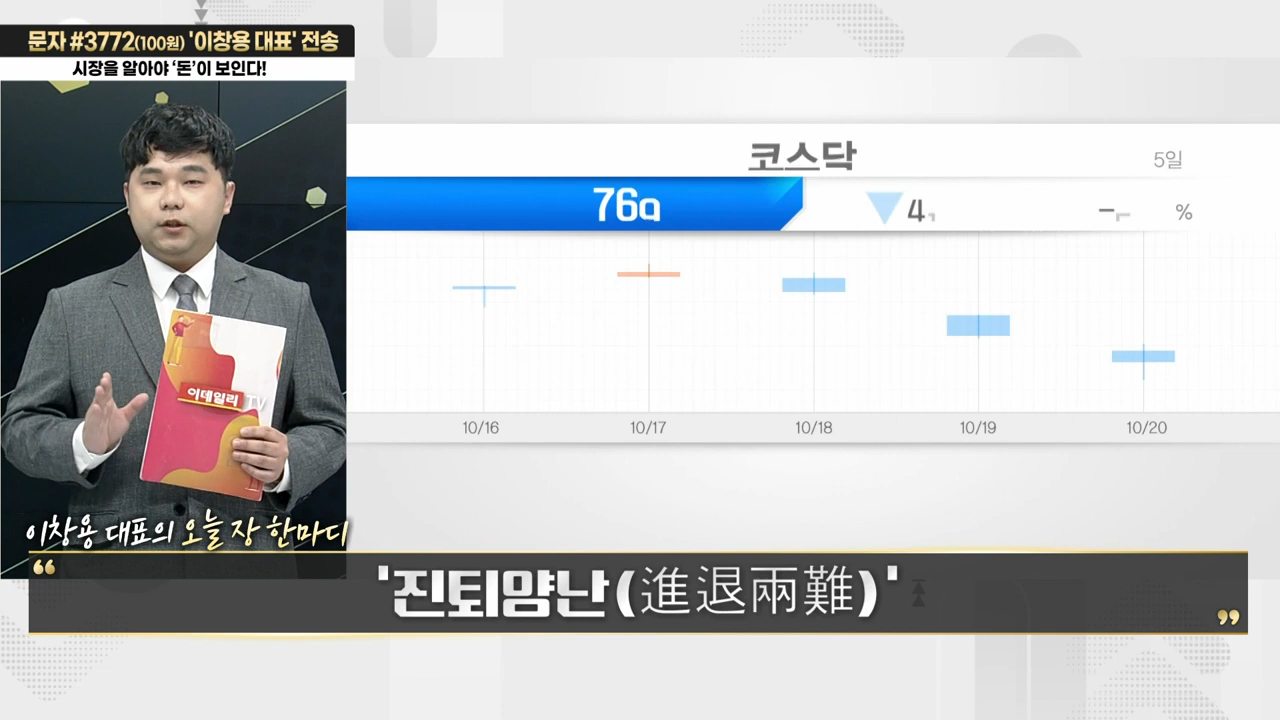 문자 #3772(100원) '이창용 대표' 전송
시장을 알아야 '돈'이 보인다!
코스닥
5일
%
10/16 10/17 10/18 10/19 10/20
이데일리 TV
이창용 대표의 오늘 장 한마디
“
'진퇴양난(進退兩難)'
”